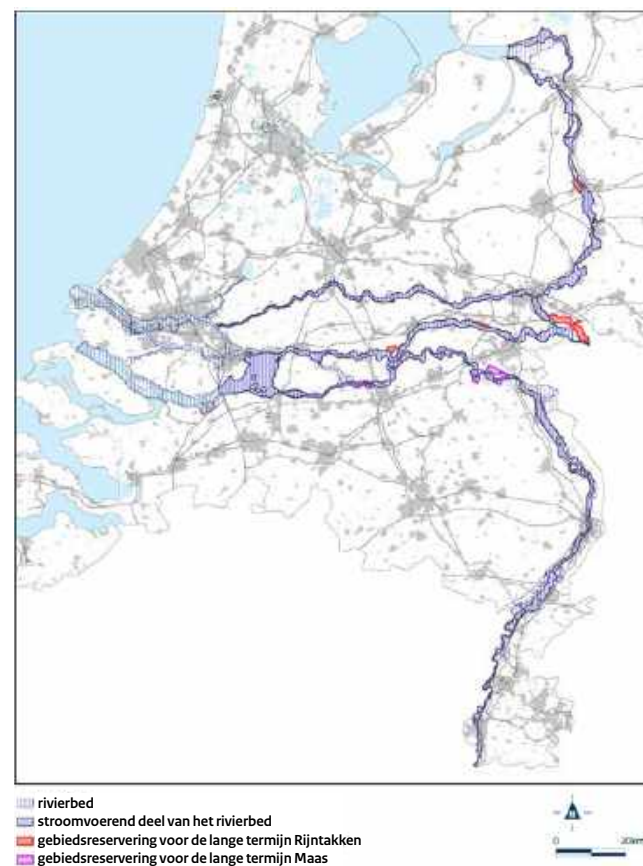 N
rivierbed
stroomvoerend deel van het rivierbed
0 20km
gebiedsreservering voor de lange termijn Rijntakken
gebiedsreservering voor de lange termijn Maas